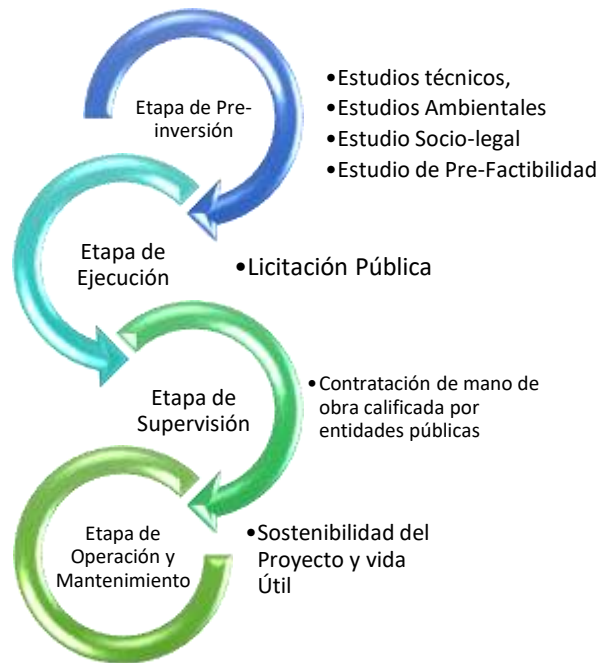 Etapa de Pre-
inversión
•Estudios técnicos,
•Estudios Ambientales
•Estudio Socio-legal
•Estudio de Pre-Factibilidad
Etapa de
Ejecución
•Licitación Pública
Etapa de
Supervisión
•Contratación de mano de
obra calificada por
entidades públicas
Etapa de
Operación y
Mantenimiento
•Sostenibilidad del
Proyecto y vida
Útil